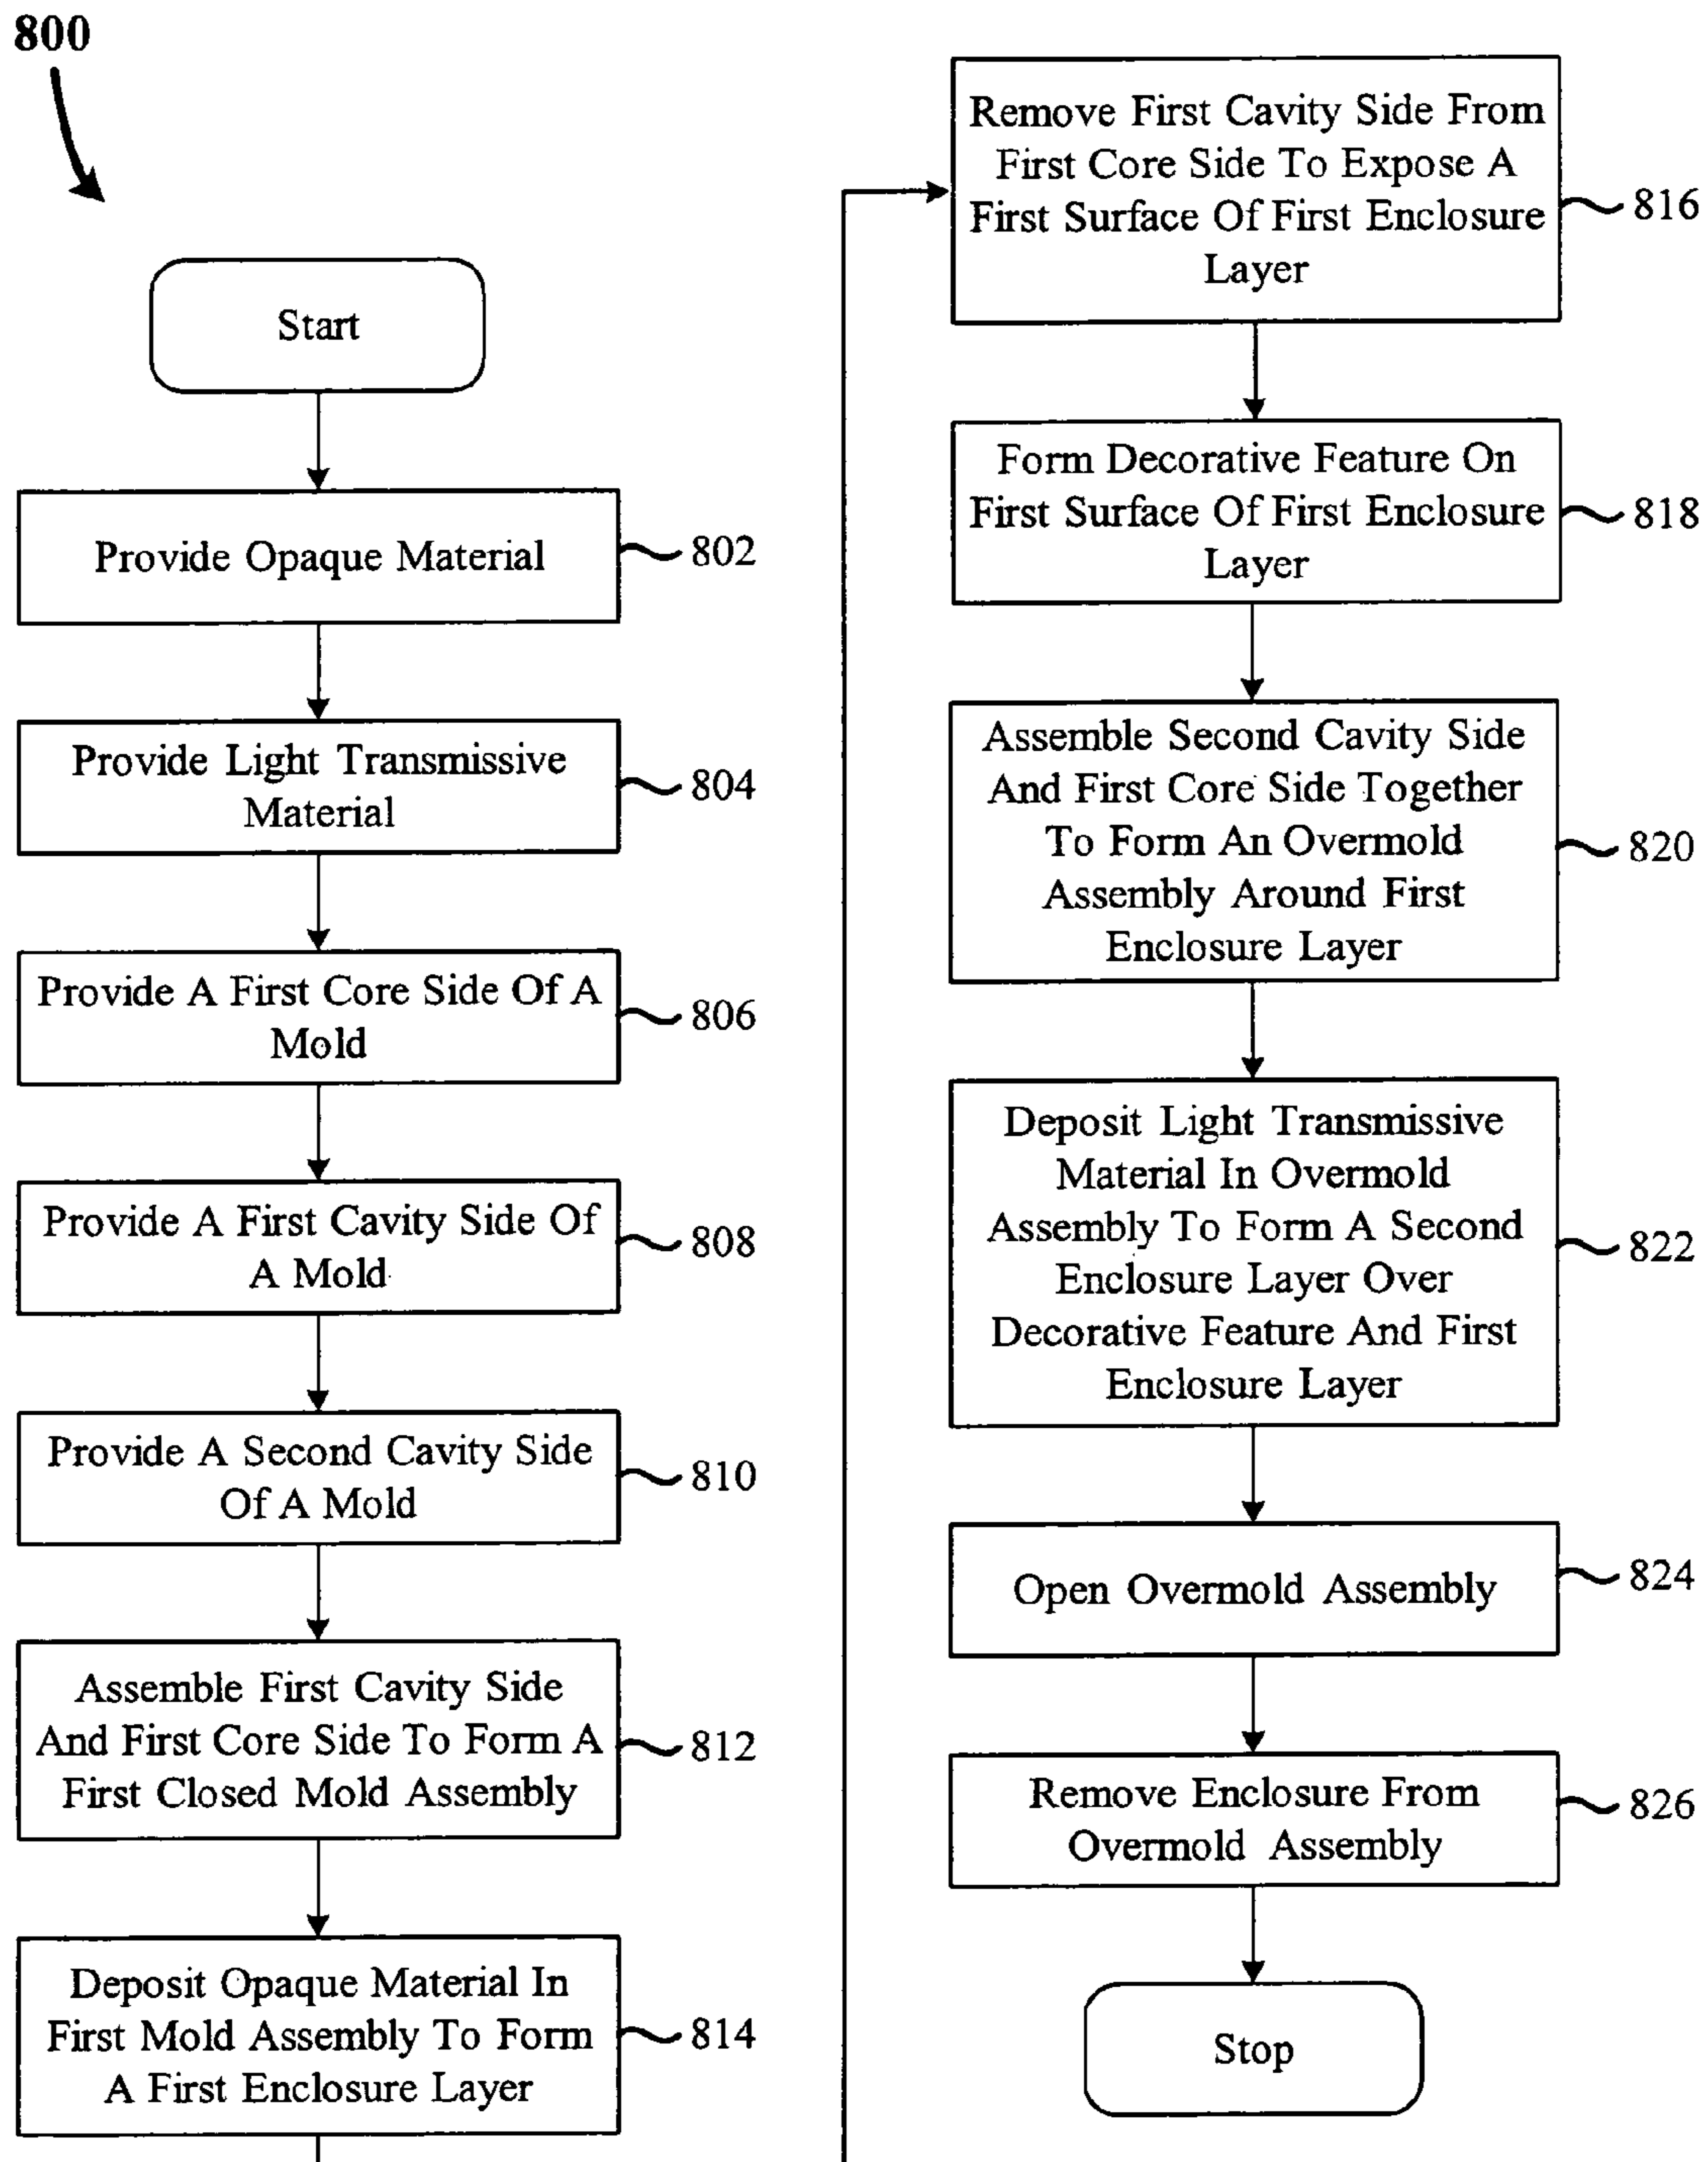 800
Start
Provide Opaque Material
802
Provide Light Transmissive
Material
804
Provide A First Core Side Of A
Mold
806
Provide A First Cavity Side Of
A Mold
808
Provide A Second Cavity Side
Of A Mold
810
Assemble First Cavity Side
And First Core Side To Form A
First Closed Mold Assembly
812
Deposit Opaque Material In
First Mold Assembly To Form
A First Enclosure Layer
814
Remove First Cavity Side From
First Core Side To Expose A
First Surface Of First Enclosure
Layer
816
Form Decorative Feature On
First Surface Of First Enclosure
Layer
818
Assemble Second Cavity Side
And First Core Side Together
To Form An Overmold
Assembly Around First
Enclosure Layer
820
Deposit Light Transmissive
Material In Overmold
Assembly To Form A Second
Enclosure Layer Over
Decorative Feature And First
Enclosure Layer
822
Open Overmold Assembly
824
Remove Enclosure From
Overmold Assembly
826
Stop